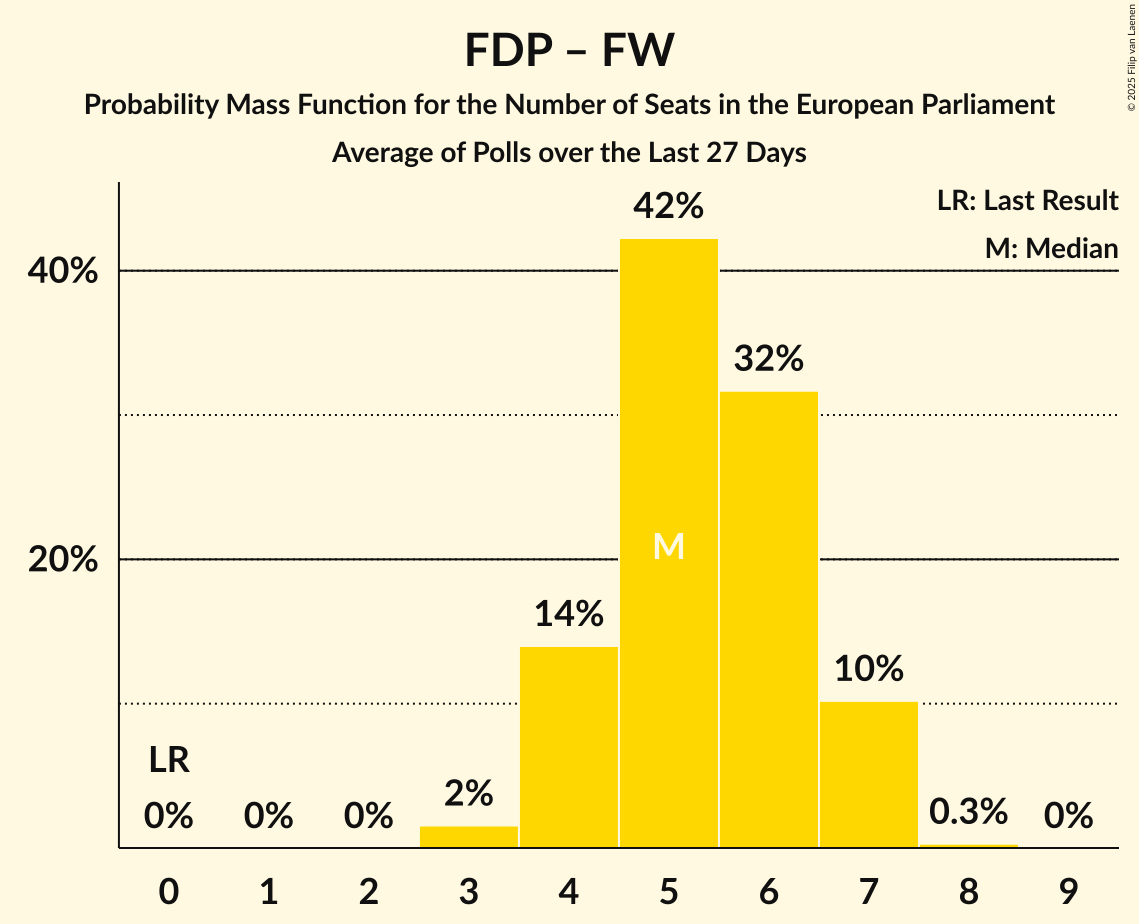 FDP – FW
Probability Mass Function for the Number of Seats in the European Parliament
Average of Polls over the Last 27 Days
© 2025 Filip van Laenen
LR: Last Result
M: Median
42%
40%
32%
M
20%
14%
10%
LR
2%
0% 0% 0% 0.3% 0%
0 1 2 3 4 5 6 7 8 9